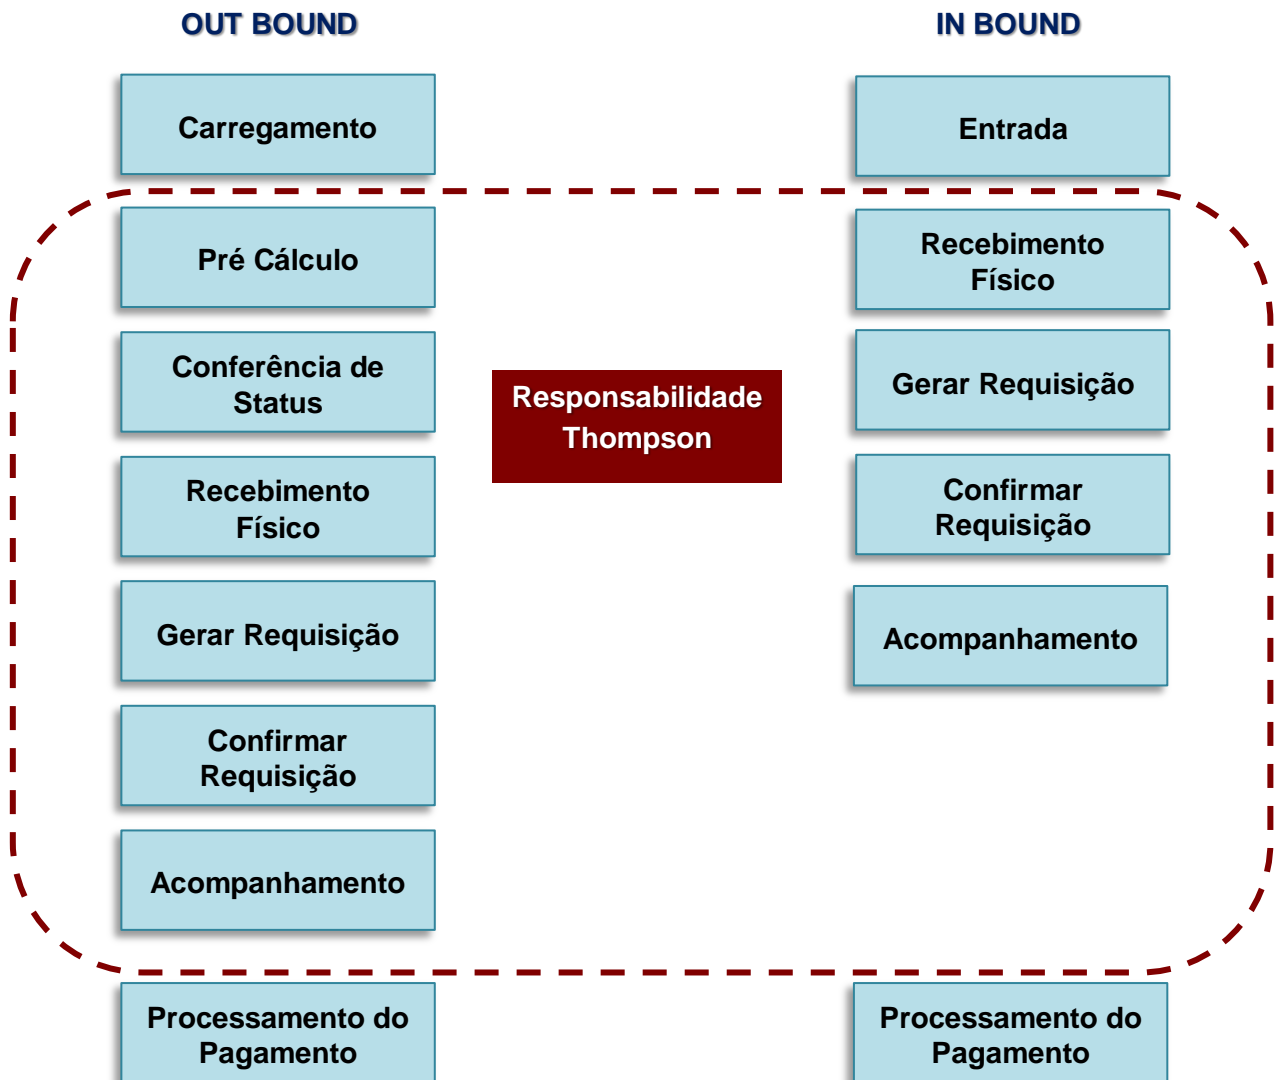 OUT BOUND
IN BOUND
Carregamento
Entrada
Pré Cálculo
Recebimento
Físico
Conferência de
Status
Responsabilidade
Thompson
Gerar Requisição
Recebimento
Físico
Confirmar
Requisição
Gerar Requisição
Acompanhamento
Confirmar
Requisição
Acompanhamento
Processamento do
Pagamento
Processamento do
Pagamento